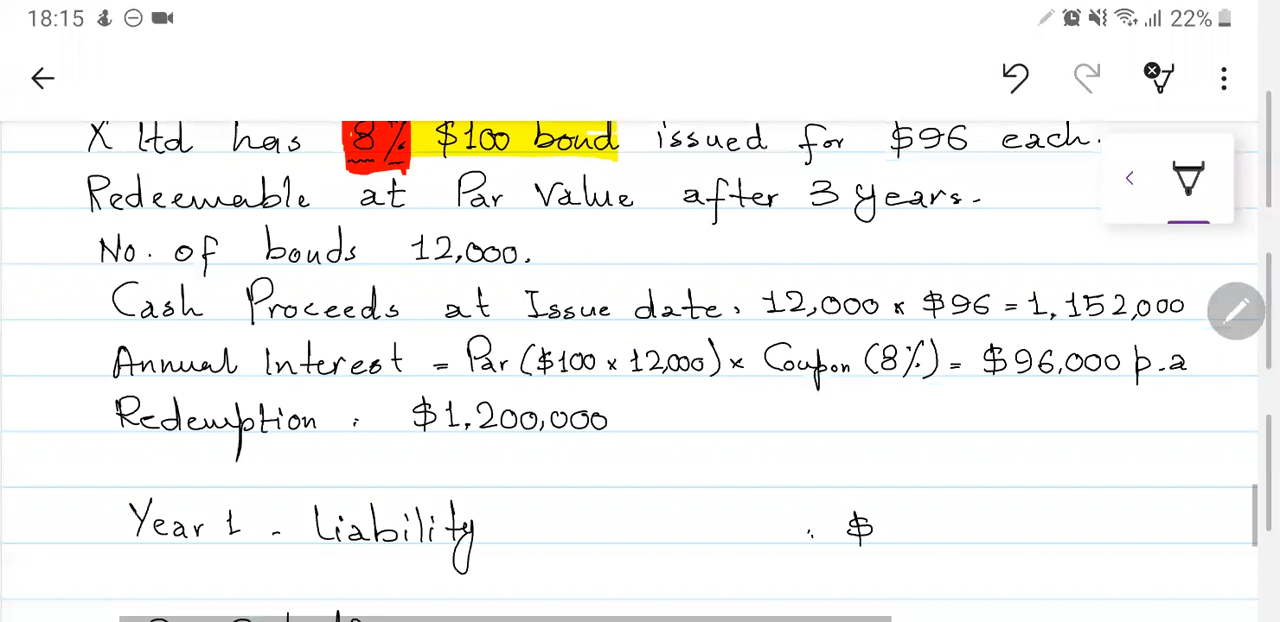 18:15 22%
X ltd has 8% $100 bond issued for $96 each.
Redeemable at Par Value after 3 years.
No. of bonds 12,000.
Cash Proceeds at Issue date. 12,000 x $96 = 1,152,000
Annual Interest = Par ($100 x 12,000) x Coupon (8%) = $96,000 p.a
Redemption : $1,200,000
Year 1 - Liability : $